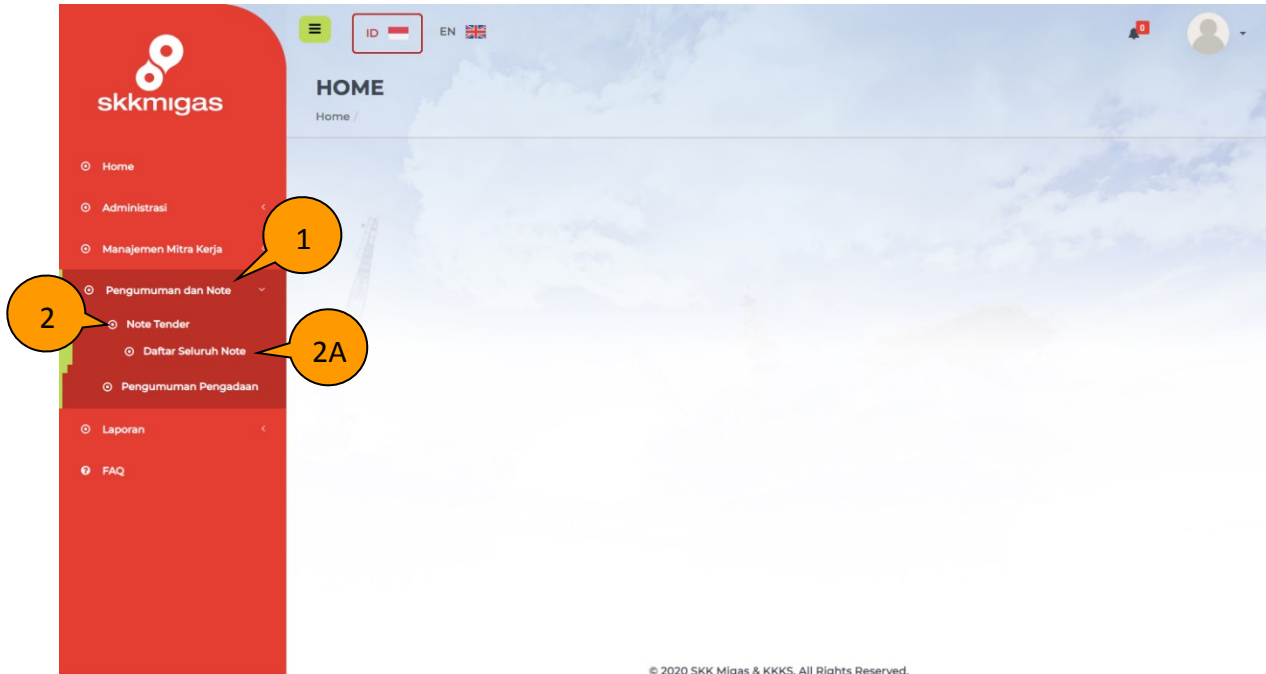 skkmigas
ID EN
0
HOME
Home /
Home
Administrasi
Manajemen Mitra Kerja
1
Pengumuman dan Note
2
Note Tender
Daftar Seluruh Note
2A
Pengumuman Pengadaan
Laporan
FAQ
© 2020 SKK Migas & KKKS. All Rights Reserved.